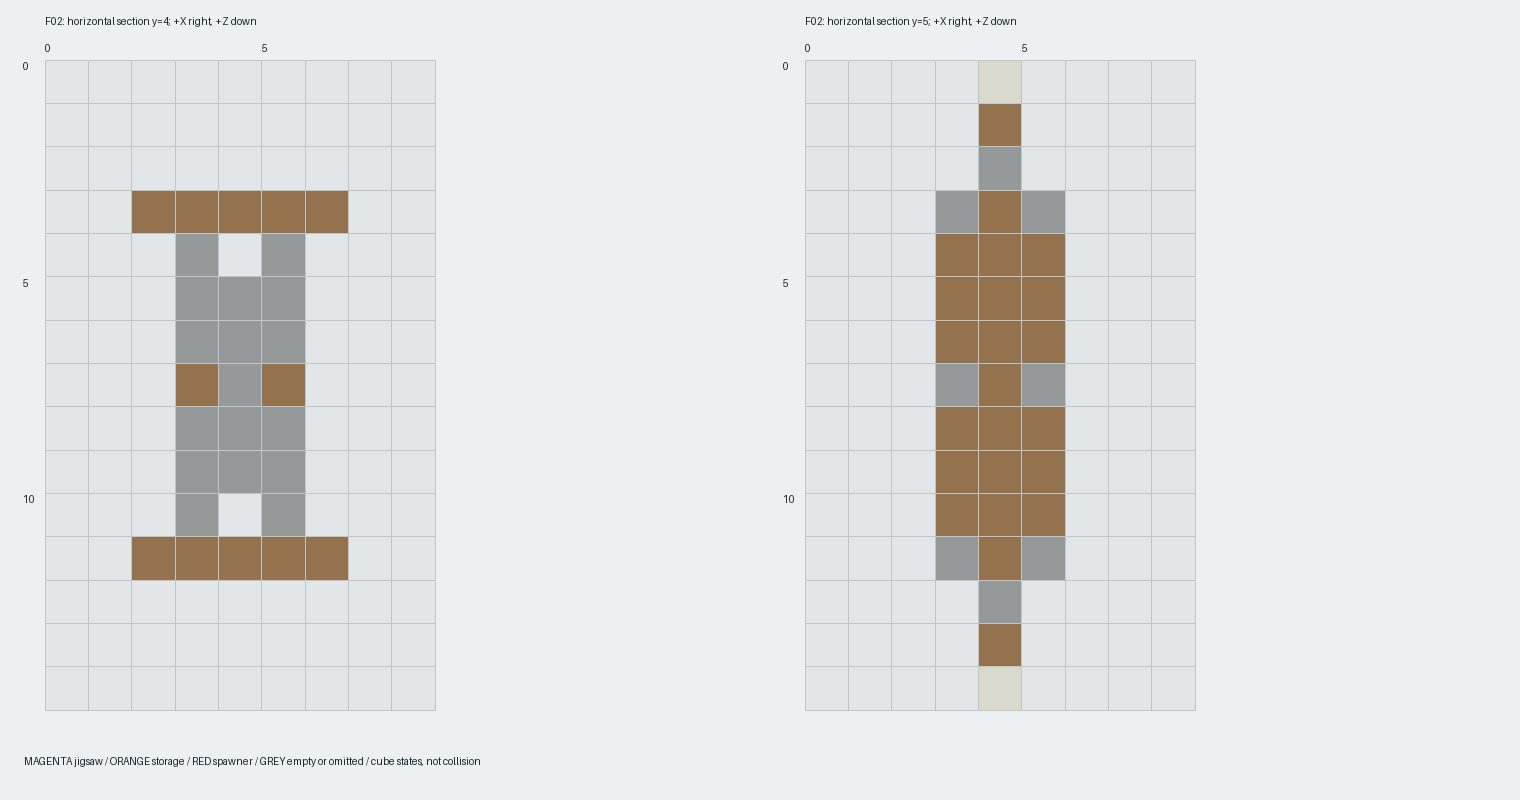 F02: horizontal section y=4; +X right, +Z down
F02: horizontal section y=5; +X right, +Z down
0 5
0 5
0
0
5
5
10
10
MAGENTA jigsaw / ORANGE storage / RED spawner / GREY empty or omitted / cube states, not collision